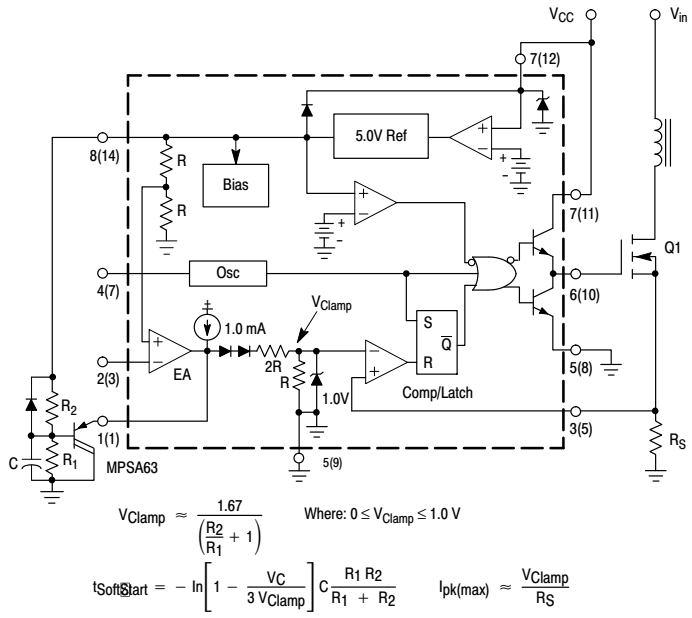 VCC
Vin
7(12)
5.0V Ref
+
−
+
-
8(14)
R
Bias
R
+
−
+
-
7(11)
Q1
4(7)
Osc
6(10)
VClamp
S
Q
R
+
1.0 mA
+
−
EA
2R
R
1.0V
−
+
Comp/Latch
5(8)
2(3)
R2
1(1)
3(5)
C
R1
MPSA63
5(9)
RS
VClamp ≈ 1.67 / (R2/R1 + 1) Where: 0 ≤ VClamp ≤ 1.0 V
tSoftStart = − ln[1 − VC / 3 VClamp] C R1 R2 / R1 + R2 Ipk(max) ≈ VClamp / RS